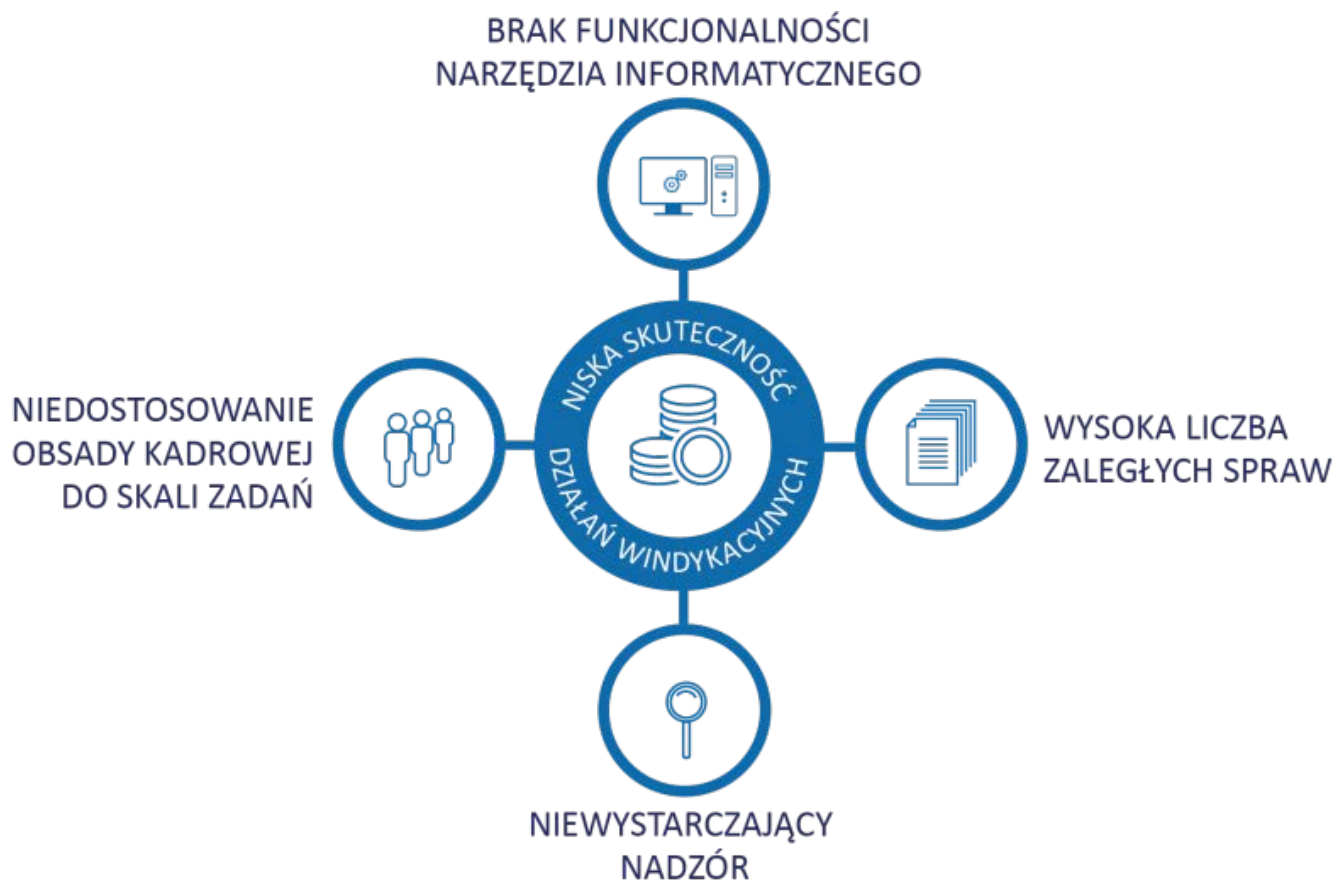 BRAK FUNKCJONALNOŚCI
NARZĘDZIA INFORMATYCZNEGO
NISKA SKUTECZNOŚĆ
DZIAŁAŃ WINDYKACYJNYCH
NIEDOSTOSOWANIE
OBSADY KADROWEJ
DO SKALI ZADAŃ
WYSOKA LICZBA
ZALEGŁYCH SPRAW
NIEWYSTARCZAJĄCY
NADZÓR